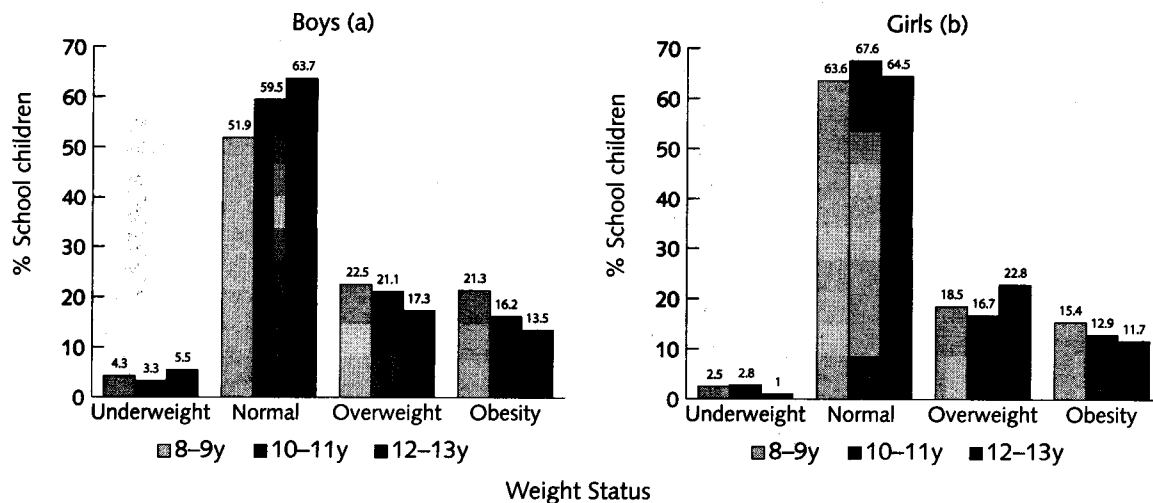 Boys (a)
% School children
70
60
50
40
30
20
10
0
4.3 3.3 5.5
51.9 59.5 63.7
22.5 21.1 17.3
21.3 16.2 13.5
Underweight Normal Overweight Obesity
8–9y 10–11y 12–13y
Girls (b)
% School children
70
60
50
40
30
20
10
0
2.5 2.8 1
63.6 67.6 64.5
18.5 16.7 22.8
15.4 12.9 11.7
Underweight Normal Overweight Obesity
8–9y 10–11y 12–13y
Weight Status